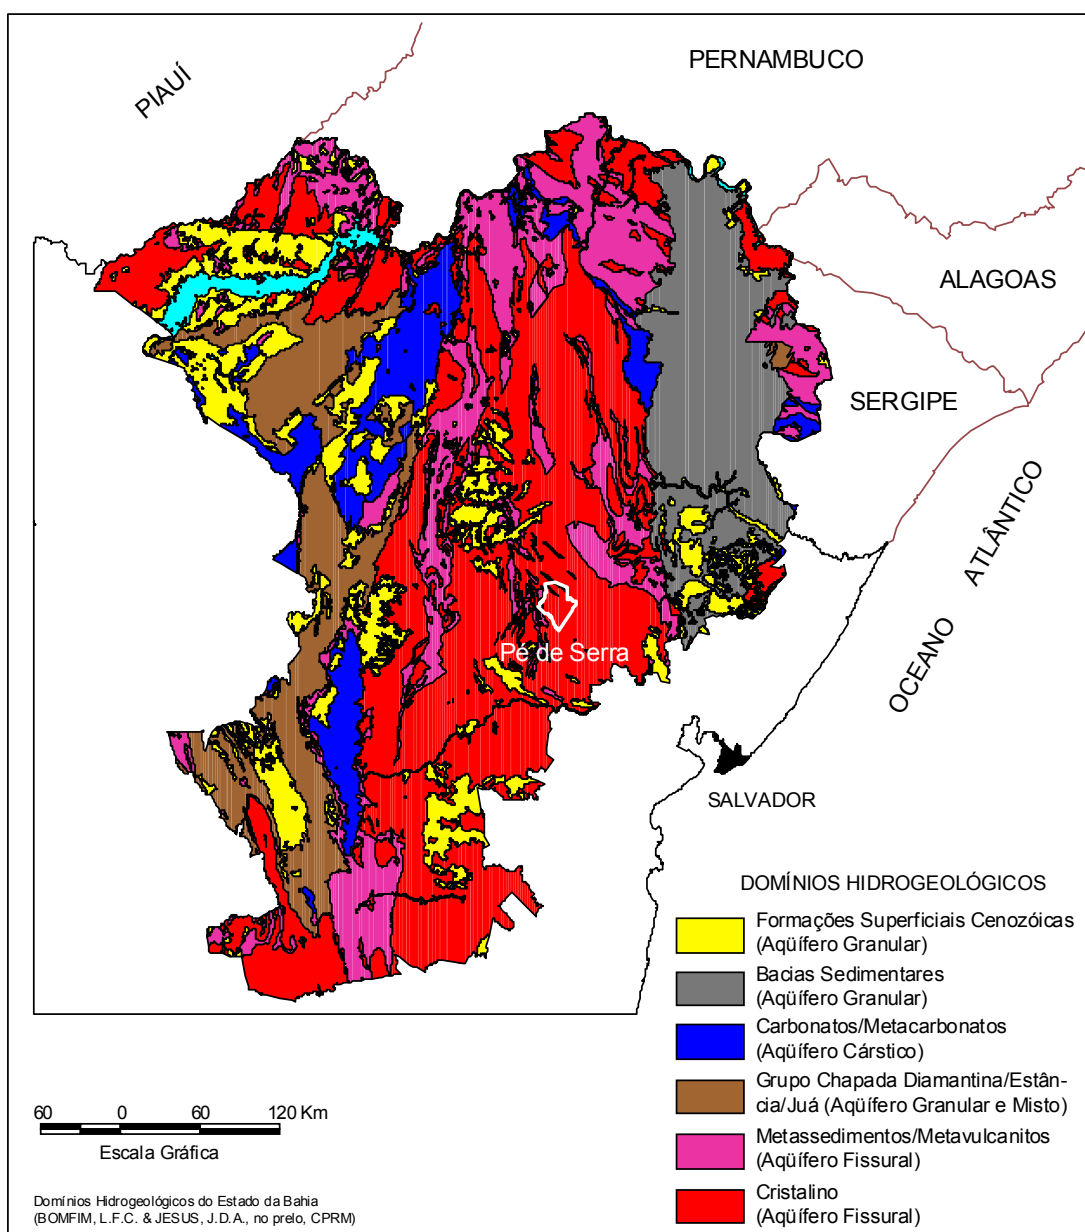 PERNAMBUCO
PIAUÍ
ALAGOAS
SERGIPE
OCEANO ATLÂNTICO
Pé de Serra
SALVADOR
DOMÍNIOS HIDROGEOLÓGICOS
Formações Superficiais Cenozóicas
(Aqüífero Granular)
Bacias Sedimentares
(Aqüífero Granular)
Carbonatos/Metacarbonatos
(Aqüífero Cárstico)
Grupo Chapada Diamantina/Estân-
cia/Juá (Aqüífero Granular e Misto)
Metassedimentos/Metavulcanitos
(Aqüífero Fissural)
Cristalino
(Aqüífero Fissural)
60 0 60 120 Km
Escala Gráfica
Domínios Hidrogeológicos do Estado da Bahia
(BOMFIM, L.F.C. & JESUS, J.D.A., no prelo, CPRM)